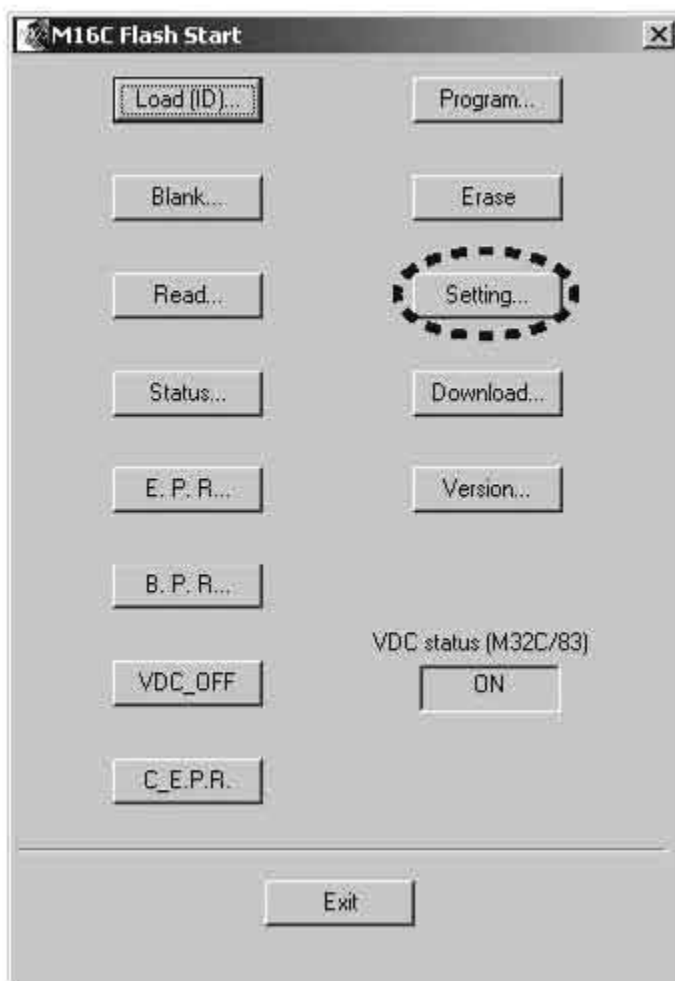 M16C Flash Start
Load (ID)...
Program...
Blank...
Erase
Read...
Setting...
Status...
Download...
E. P. R...
Version...
B. P. R...
VDC status (M32C/83)
VDC_OFF
ON
C_E.P.R.
Exit